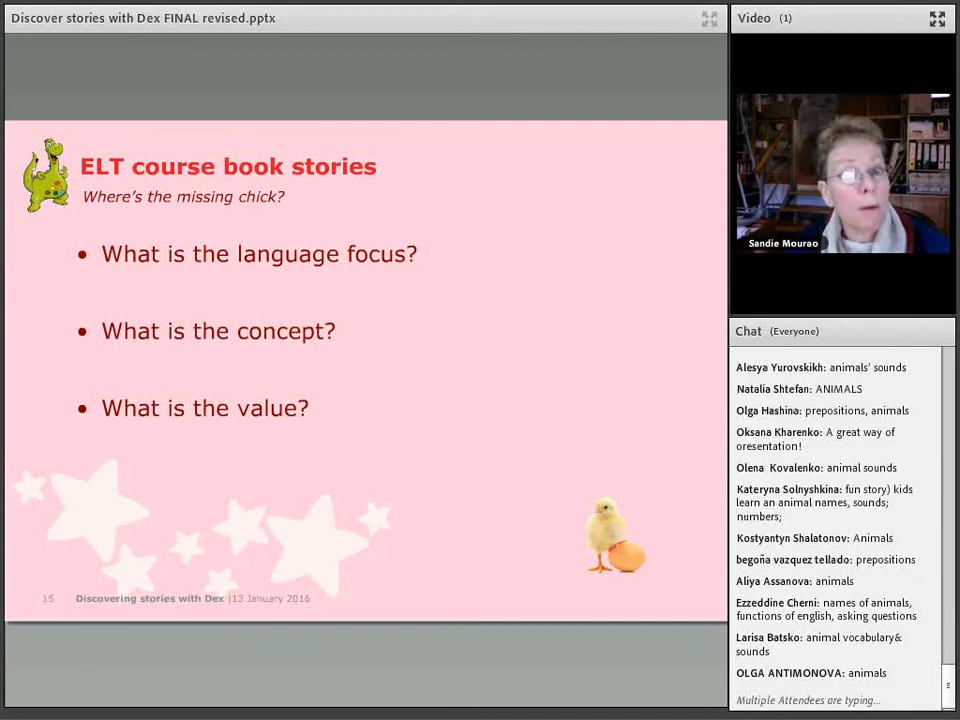 Discover stories with Dex FINAL revised.pptx
ELT course book stories
Where's the missing chick?
• What is the language focus?
• What is the concept?
• What is the value?
15 Discovering stories with Dex |13 January 2016
Video (1)
Sandie Mourao
Chat (Everyone)
Alesya Yurovskikh: animals' sounds
Natalia Shtefan: ANIMALS
Olga Hashina: prepositions, animals
Oksana Kharenko: A great way of
oresentation!
Olena Kovalenko: animal sounds
Kateryna Solnyshkina: fun story) kids
learn an animal names, sounds;
numbers;
Kostyantyn Shalatonov: Animals
begoña vazquez tellado: prepositions
Aliya Assanova: animals
Ezzeddine Cherni: names of animals,
functions of english, asking questions
Larisa Batsko: animal vocabulary&
sounds
OLGA ANTIMONOVA: animals
Multiple Attendees are typing...